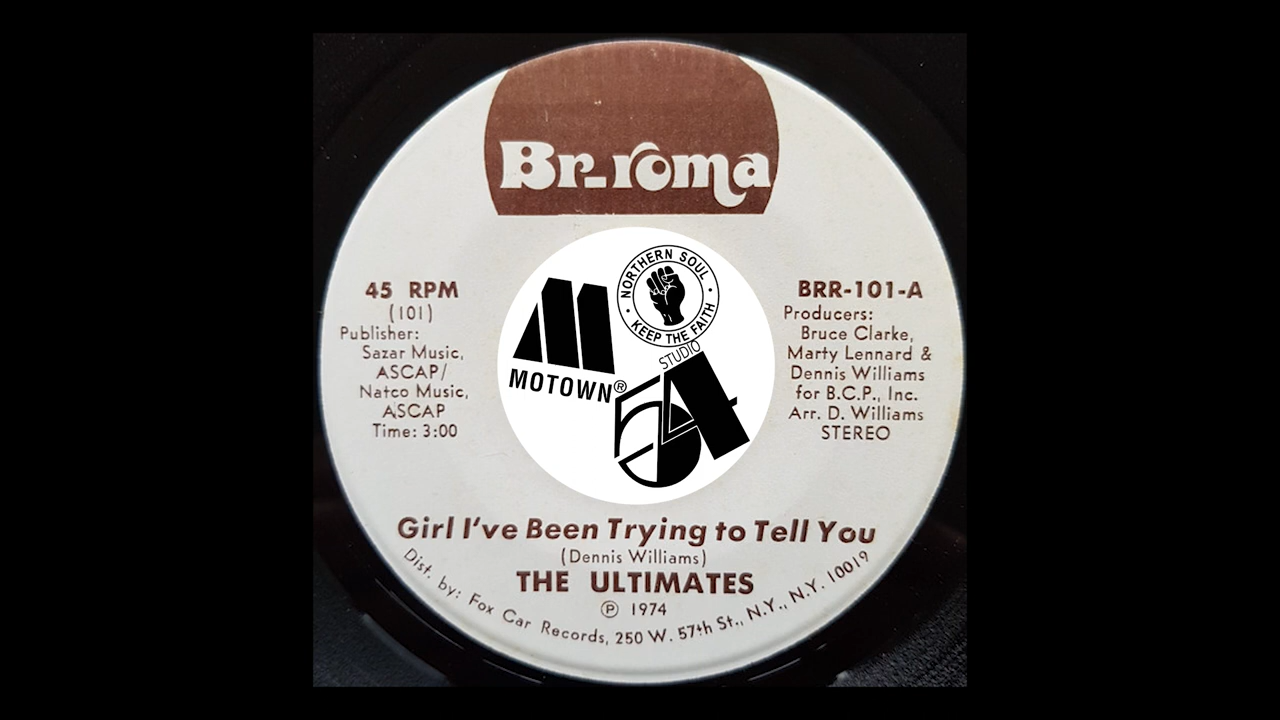 Br-roma
45 RPM
(101)
Publisher:
Sazar Music,
ASCAP/
Natco Music,
ASCAP
Time: 3:00
NORTHERN SOUL
KEEP THE FAITH
MOTOWN®
STUDIO
54
BRR-101-A
Producers:
Bruce Clarke,
Marty Lennard &
Dennis Williams
for B.C.P., Inc.
Arr. D. Williams
STEREO
Girl I've Been Trying to Tell You
(Dennis Williams)
THE ULTIMATES
℗ 1974
Dist. by: Fox Car Records, 250 W. 57th St., N.Y., N.Y. 10019